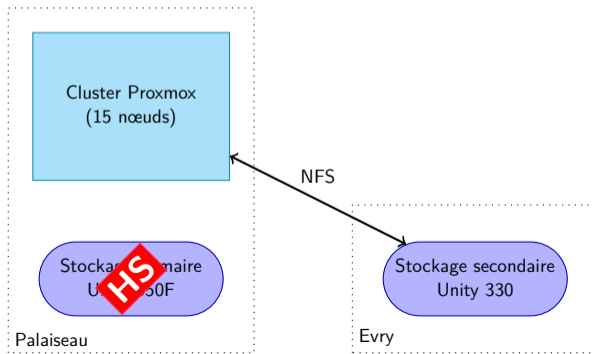 Cluster Proxmox
(15 nœuds)
NFS
HS
Stockage secondaire
Unity 330
Palaiseau
Evry